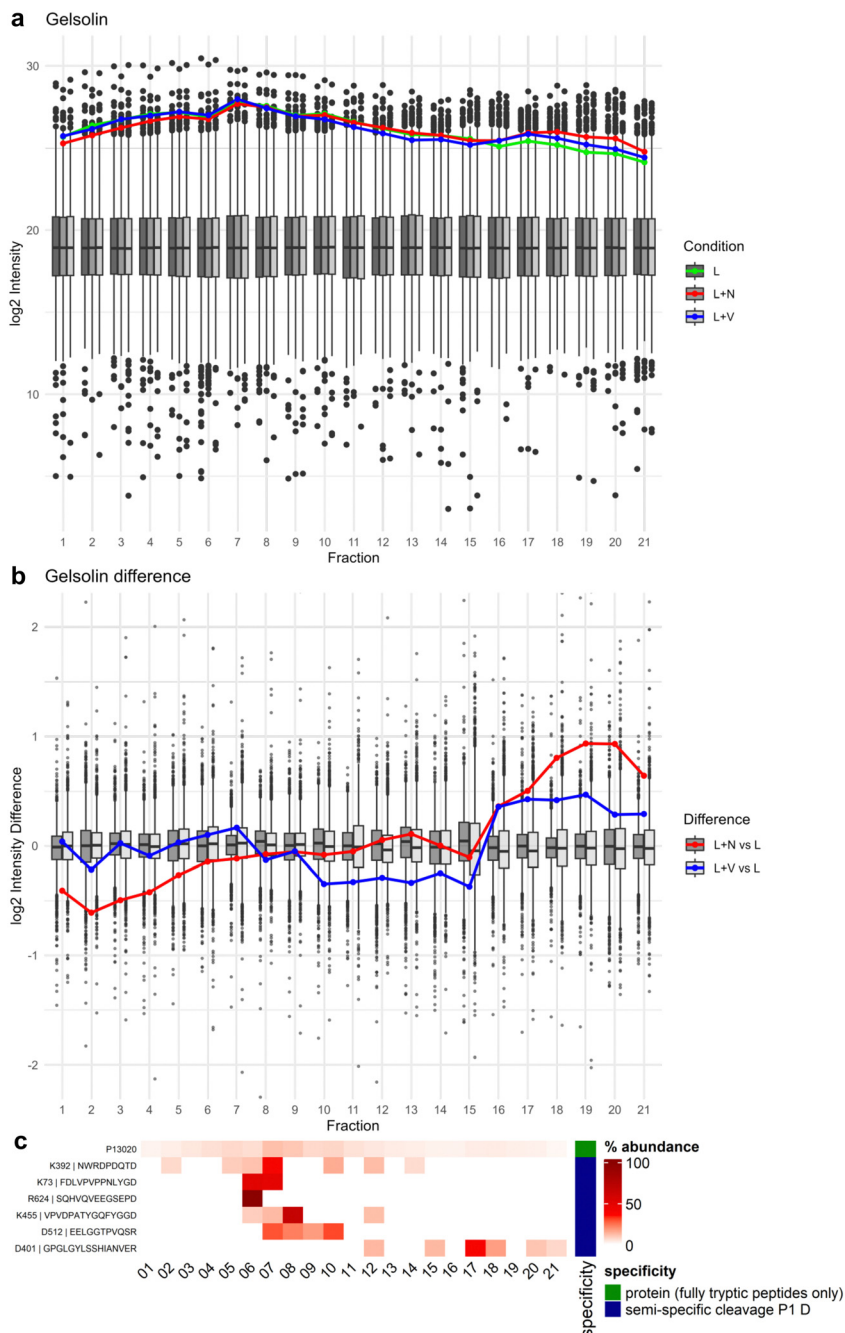 a Gelsolin
30
20
10
log2 Intensity
1 2 3 4 5 6 7 8 9 10 11 12 13 14 15 16 17 18 19 20 21
Fraction
Condition
L
L+N
L+V
b Gelsolin difference
2
1
0
-1
-2
log2 Intensity Difference
1 2 3 4 5 6 7 8 9 10 11 12 13 14 15 16 17 18 19 20 21
Fraction
Difference
L+N vs L
L+V vs L
c
P13020
K392 | NWRDPDQTD
K73 | FDLVPVPPNLYGD
R624 | SQHVQVEEGSEPD
K455 | VPVDPATYGQFYGGD
D512 | EELGGTPVQSR
D401 | GPGLGYLSSHIANVER
01 02 03 04 05 06 07 08 09 10 11 12 13 14 15 16 17 18 19 20 21
specificity
% abundance
100
50
0
specificity
protein (fully tryptic peptides only)
semi-specific cleavage P1 D